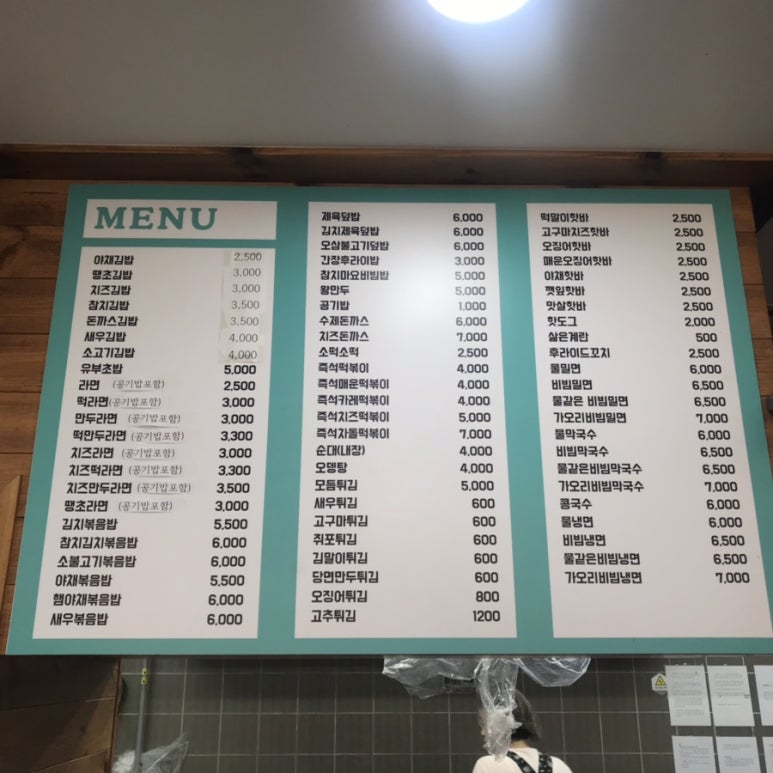 MENU
야채김밥 2,500
땡초김밥 3,000
치즈김밥 3,000
참치김밥 3,500
돈까스김밥 3,500
새우김밥 4,000
소고기김밥 4,000
유부초밥 5,000
라면 (공기밥포함) 2,500
떡라면 (공기밥포함) 3,000
만두라면 (공기밥포함) 3,000
떡만두라면 (공기밥포함) 3,300
치즈라면 (공기밥포함) 3,000
치즈떡라면 (공기밥포함) 3,300
치즈만두라면 (공기밥포함) 3,500
땡초라면 (공기밥포함) 3,000
김치볶음밥 5,500
참치김치볶음밥 6,000
소불고기볶음밥 6,000
야채볶음밥 5,500
햄야채볶음밥 6,000
새우볶음밥 6,000
제육덮밥 6,000
김치제육덮밥 6,000
오삼불고기덮밥 6,000
간장후라이밥 3,000
참치마요비빔밥 5,000
왕만두 5,000
공기밥 1,000
수제돈까스 6,000
치즈돈까스 7,000
소떡소떡 2,500
즉석떡볶이 4,000
즉석매운떡볶이 4,000
즉석카레떡볶이 4,000
즉석치즈떡볶이 5,000
즉석차돌떡볶이 7,000
순대(내장) 4,000
오뎅탕 4,000
모듬튀김 5,000
새우튀김 600
고구마튀김 600
쥐포튀김 600
김말이튀김 600
당면만두튀김 600
오징어튀김 800
고추튀김 1200
떡말이핫바 2,500
고구마치즈핫바 2,500
오징어핫바 2,500
매운오징어핫바 2,500
야채핫바 2,500
깻잎핫바 2,500
맛살핫바 2,500
핫도그 2,000
삶은계란 500
후라이드꼬치 2,500
물밀면 6,000
비빔밀면 6,500
물같은 비빔밀면 6,500
가오리비빔밀면 7,000
물막국수 6,000
비빔막국수 6,500
물같은비빔막국수 6,500
가오리비빔막국수 7,000
콩국수 6,000
물냉면 6,000
비빔냉면 6,500
물같은비빔냉면 6,500
가오리비빔냉면 7,000